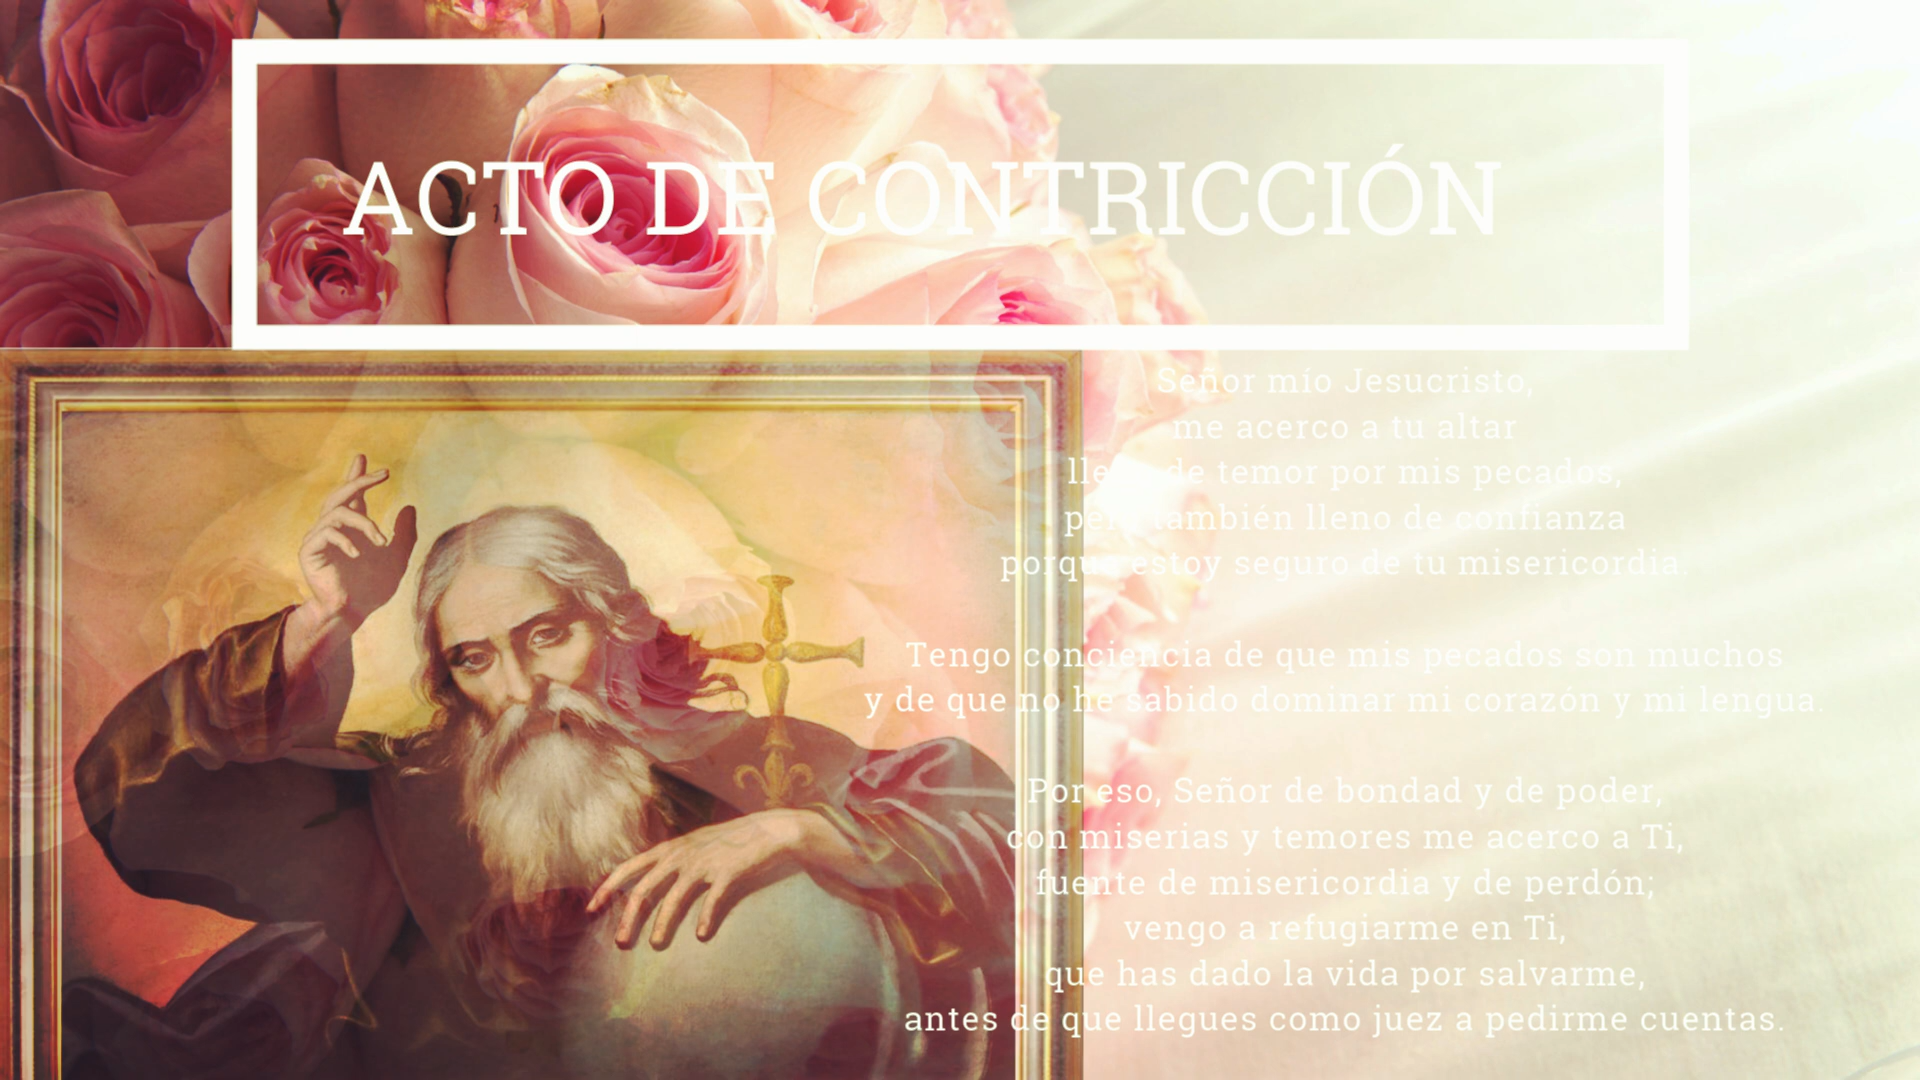 ACTO DE CONTRICCIÓN
Señor mío Jesucristo,
me acerco a tu altar
lleno de temor por mis pecados,
pero también lleno de confianza
porque estoy seguro de tu misericordia.
Tengo conciencia de que mis pecados son muchos
y de que no he sabido dominar mi corazón y mi lengua.
Por eso, Señor de bondad y de poder,
con miserias y temores me acerco a Ti,
fuente de misericordia y de perdón;
vengo a refugiarme en Ti,
que has dado la vida por salvarme,
antes de que llegues como juez a pedirme cuentas.